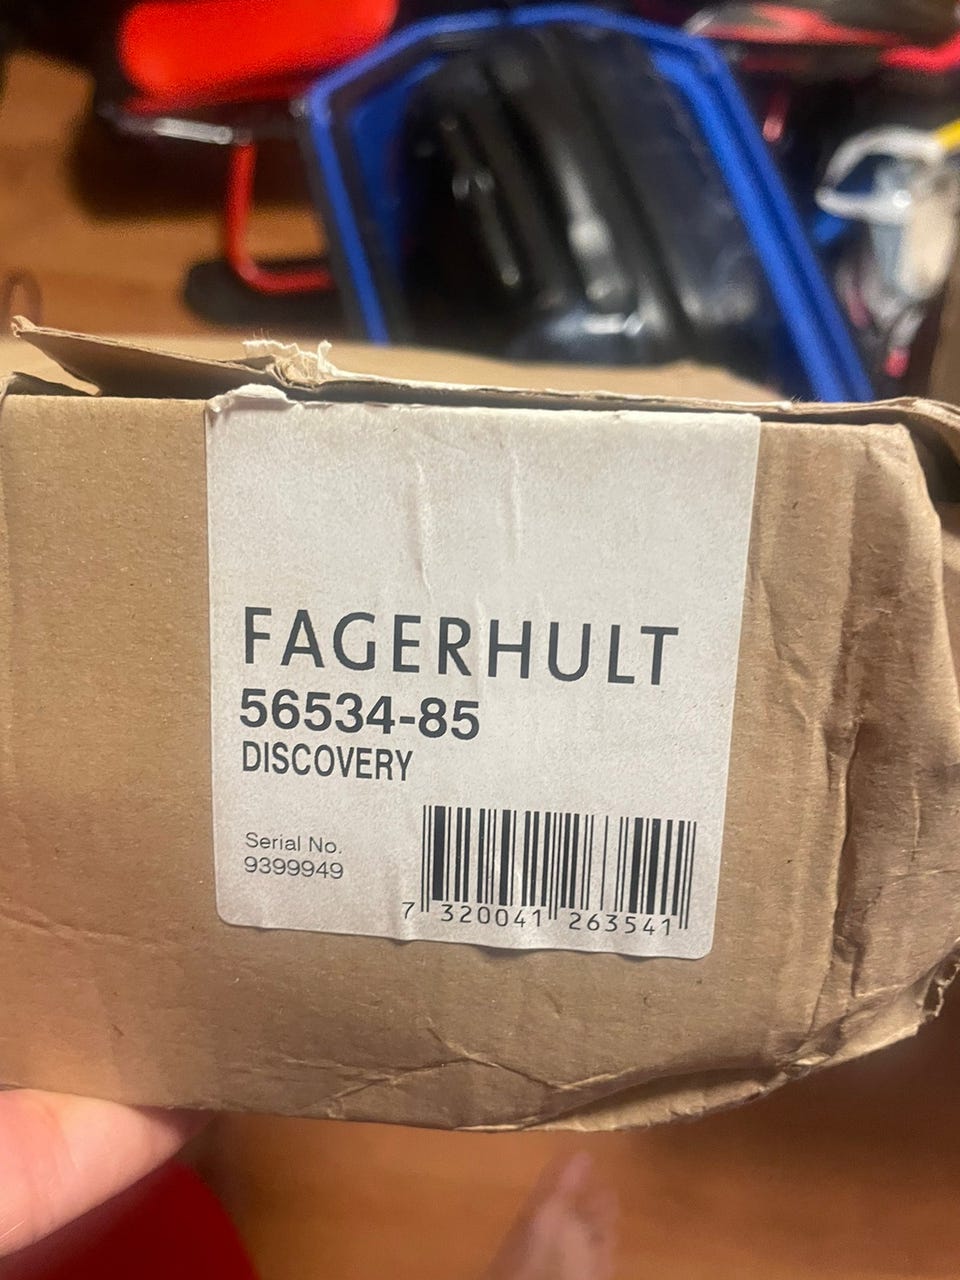 FAGERHULT
56534-85
DISCOVERY
Serial No.
9399949
7 320041 263541